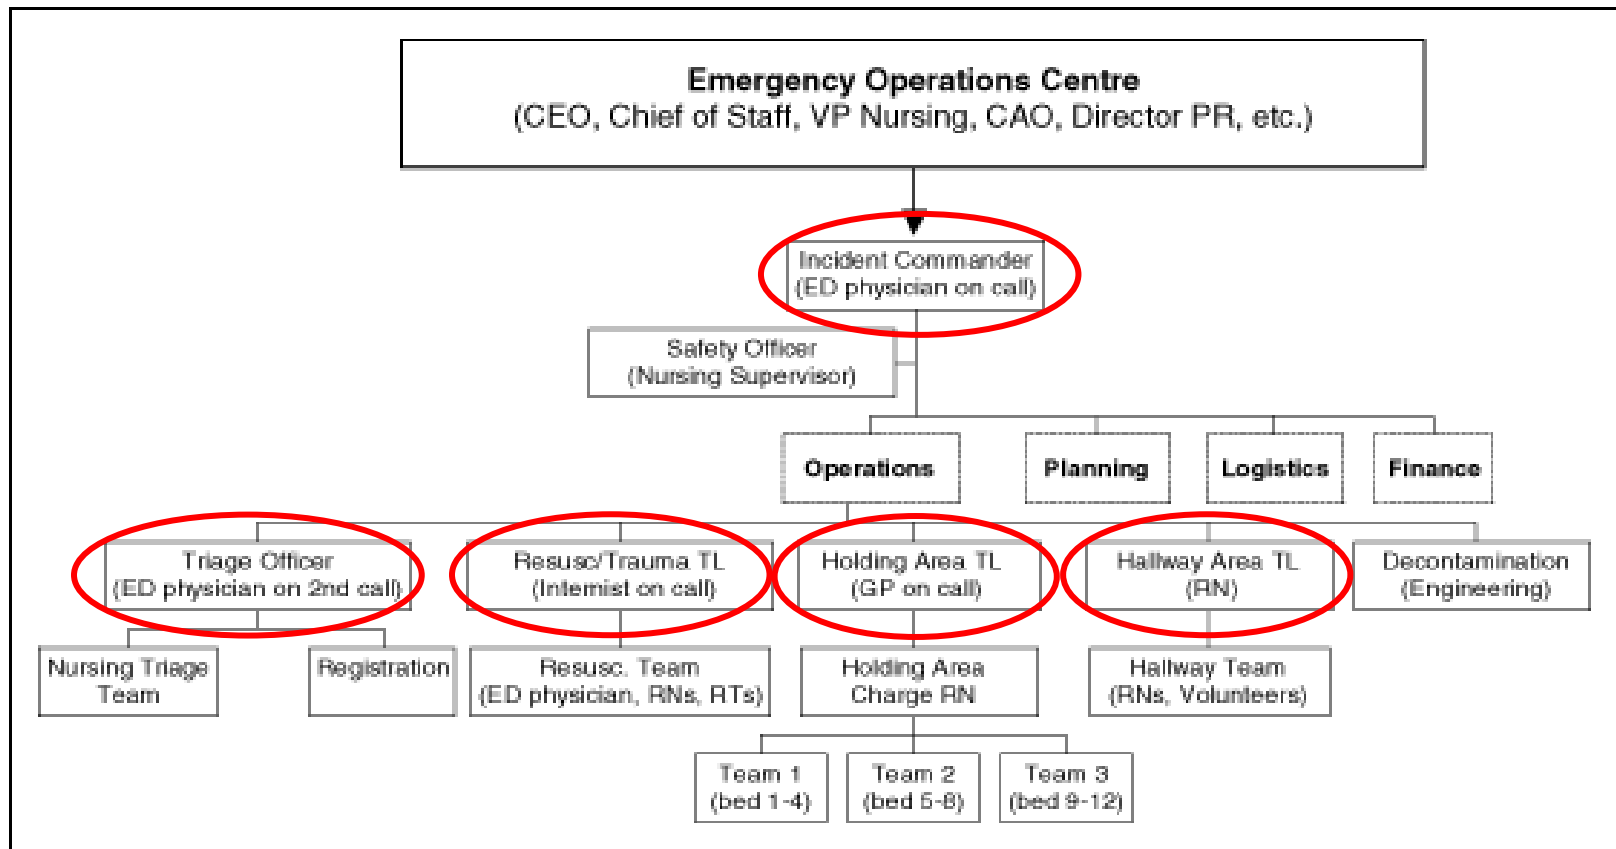 Emergency Operations Centre
(CEO, Chief of Staff, VP Nursing, CAO, Director PR, etc.)
Incident Commander
(ED physician on call)
Safety Officer
(Nursing Supervisor)
Operations
Planning
Logistics
Finance
Triage Officer
(ED physician on 2nd call)
Resusc/Trauma TL
(Internist on call)
Holding Area TL
(GP on call)
Hallway Area TL
(RN)
Decontamination
(Engineering)
Nursing Triage
Team
Registration
Resusc. Team
(ED physician, RNs, RTs)
Holding Area
Charge RN
Hallway Team
(RNs, Volunteers)
Team 1
(bed 1-4)
Team 2
(bed 5-8)
Team 3
(bed 9-12)